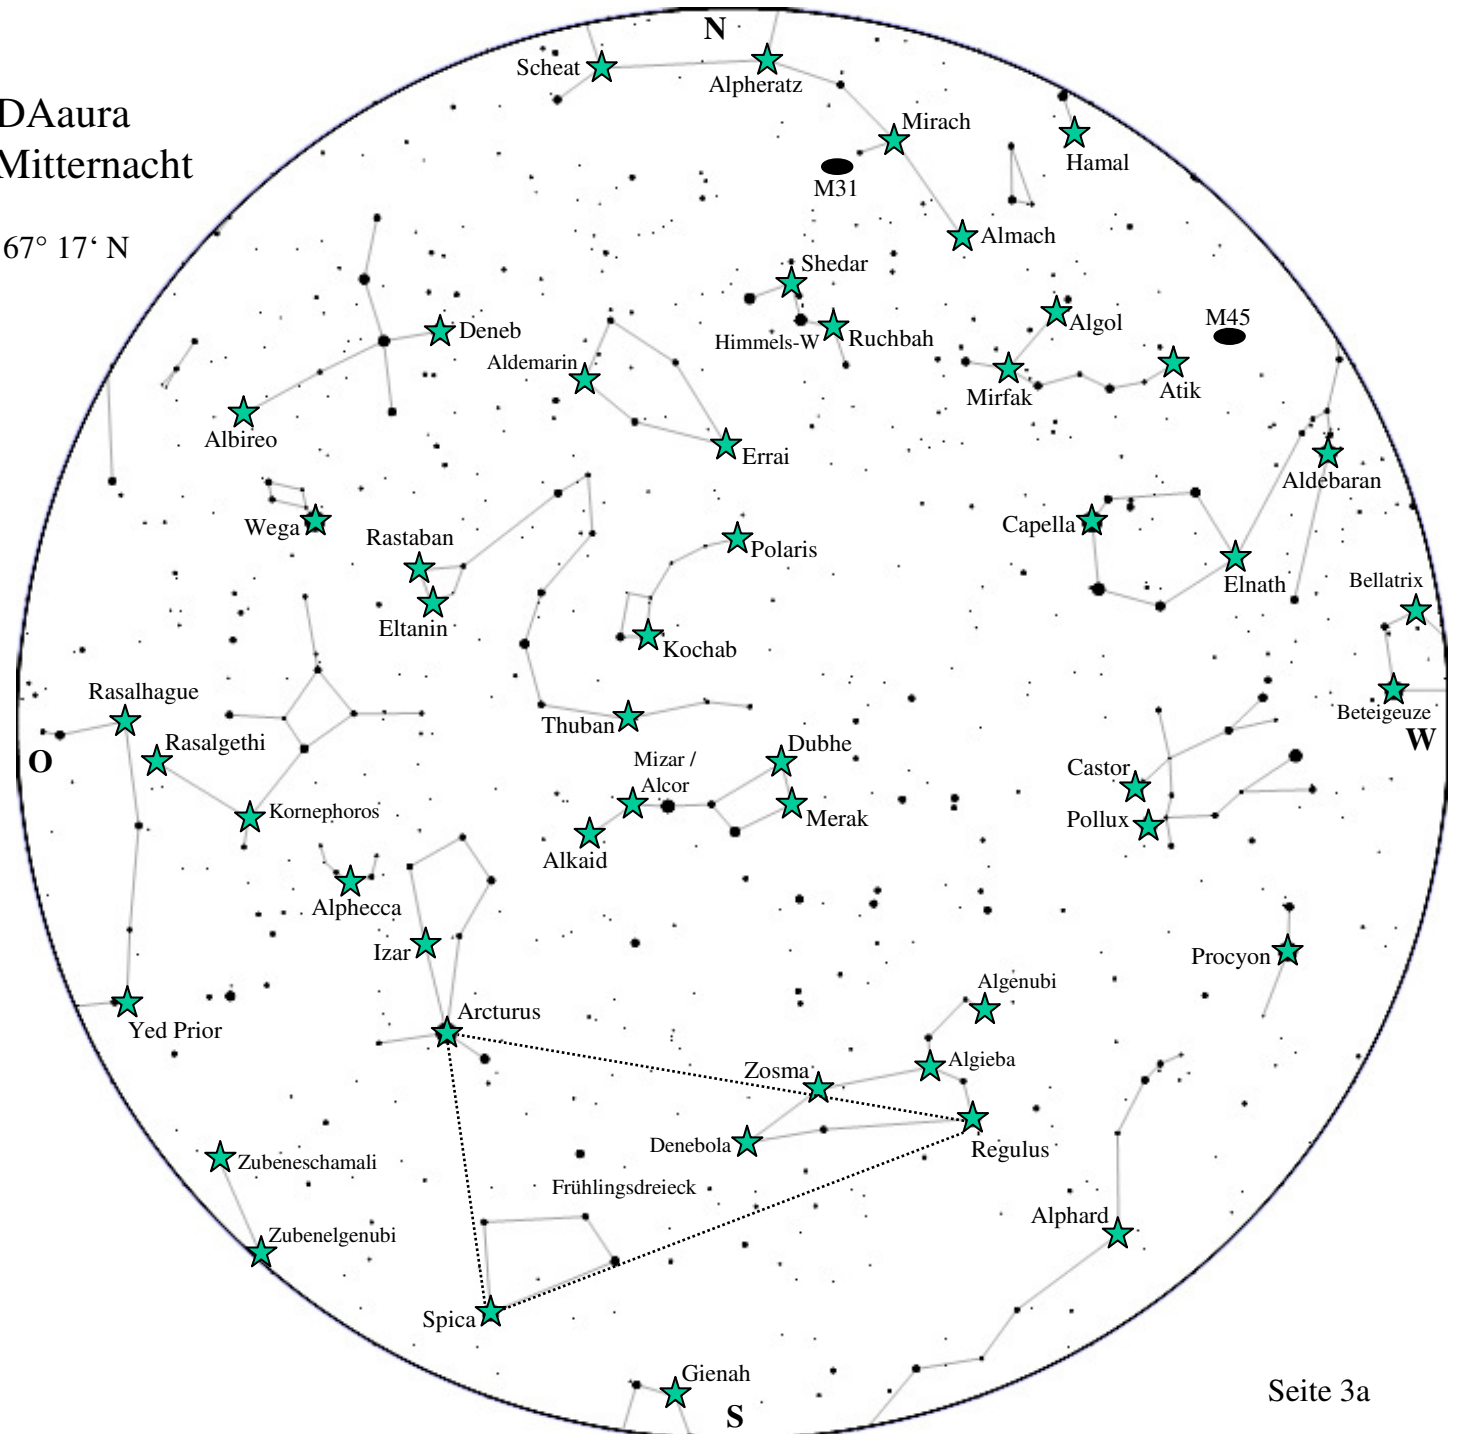 N
Scheat
Alpheratz
DAaura
Mitternacht
67° 17‘ N
Mirach
Hamal
M31
Almach
Shedar
Himmels-W
Ruchbah
Algol
M45
Deneb
Aldemarin
Mirfak
Atik
Albireo
Errai
Aldebaran
Wega
Rastaban
Capella
Polaris
Elnath
Bellatrix
Eltanin
Kochab
Rasalhague
Beteigeuze
Thuban
W
Rasalgethi
O
Dubhe
Mizar /
Alcor
Castor
Kornephoros
Merak
Pollux
Alkaid
Alphecca
Izar
Procyon
Algenubi
Arcturus
Yed Prior
Zosma
Algieba
Denebola
Regulus
Zubeneschamali
Frühlingsdreieck
Alphard
Zubenelgenubi
Spica
Gienah
S
Seite 3a